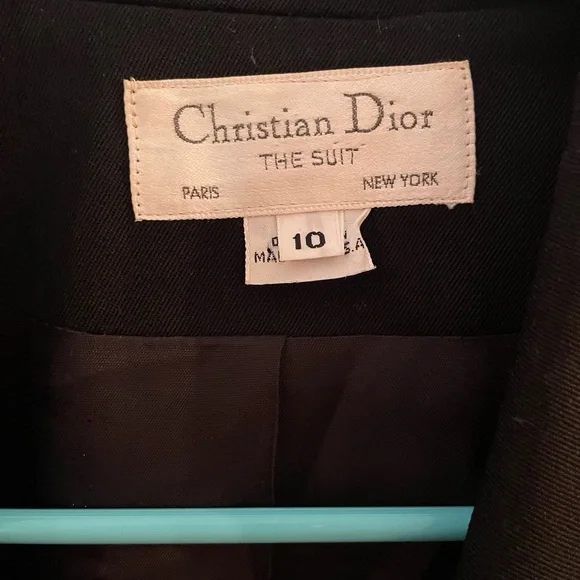 Christian Dior
THE SUIT
PARIS NEW YORK
10